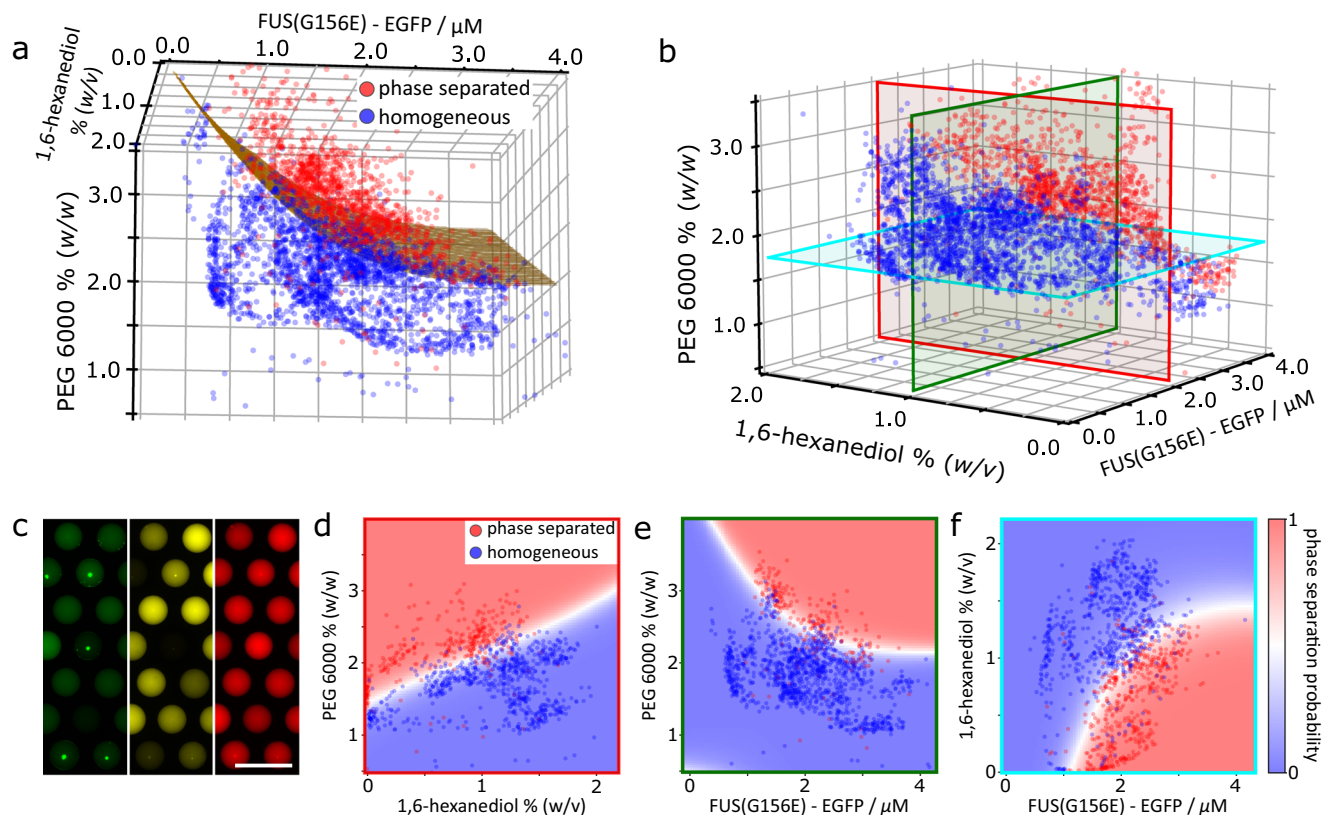 a
FUS(G156E) - EGFP / μM
0.0 1.0 2.0 3.0 4.0
1,6-hexanediol
% (w/v)
0.0
1.0
2.0
phase separated
homogeneous
PEG 6000 % (w/w)
3.0
2.0
1.0
b
PEG 6000 % (w/w)
3.0
2.0
1.0
2.0
1.0
0.0
1,6-hexanediol % (w/v)
0.0
1.0
2.0
3.0
4.0
FUS(G156E) - EGFP / μM
c
d
phase separated
homogeneous
PEG 6000 % (w/w)
3
2
1
0 1 2
1,6-hexanediol % (w/v)
e
PEG 6000 % (w/w)
3
2
1
0 2 4
FUS(G156E) - EGFP / μM
f
1,6-hexanediol % (w/v)
2
1
0
0 2 4
FUS(G156E) - EGFP / μM
1
0
phase separation probability